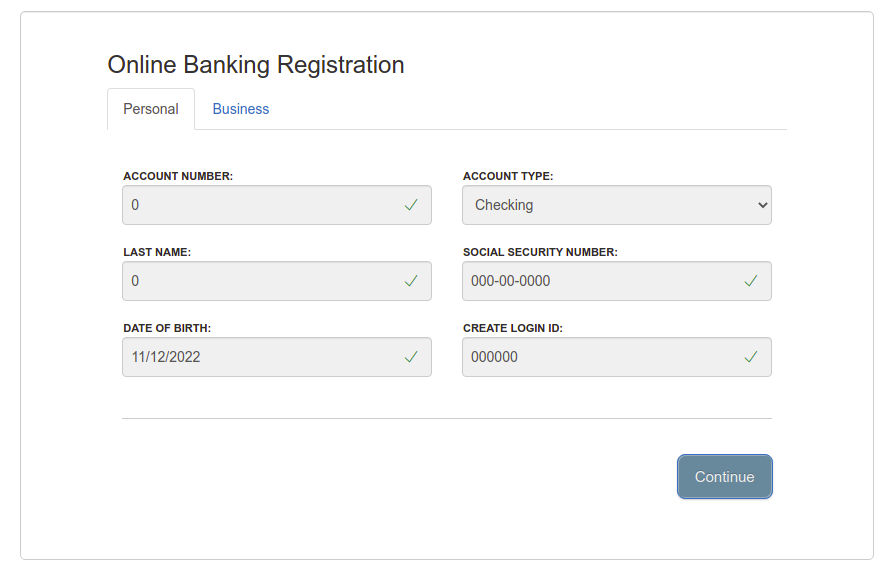 Online Banking Registration
Personal Business
ACCOUNT NUMBER: ACCOUNT TYPE:
0 Checking
LAST NAME: SOCIAL SECURITY NUMBER:
0 000-00-0000
DATE OF BIRTH: CREATE LOGIN ID:
11/12/2022 000000
Continue